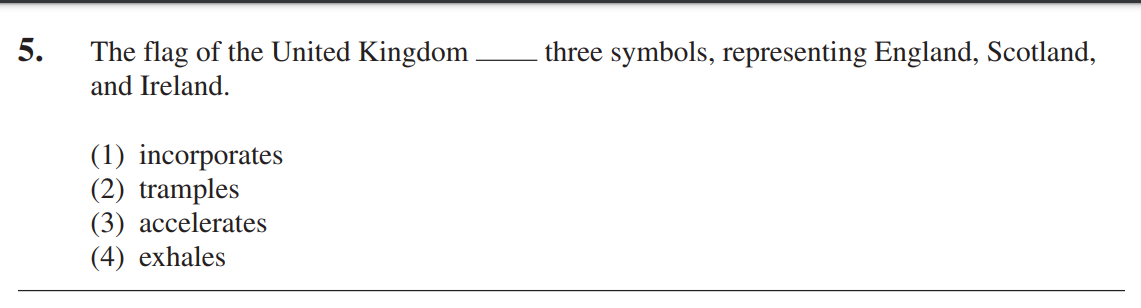 5. The flag of the United Kingdom ____ three symbols, representing England, Scotland,
and Ireland.
(1) incorporates
(2) tramples
(3) accelerates
(4) exhales